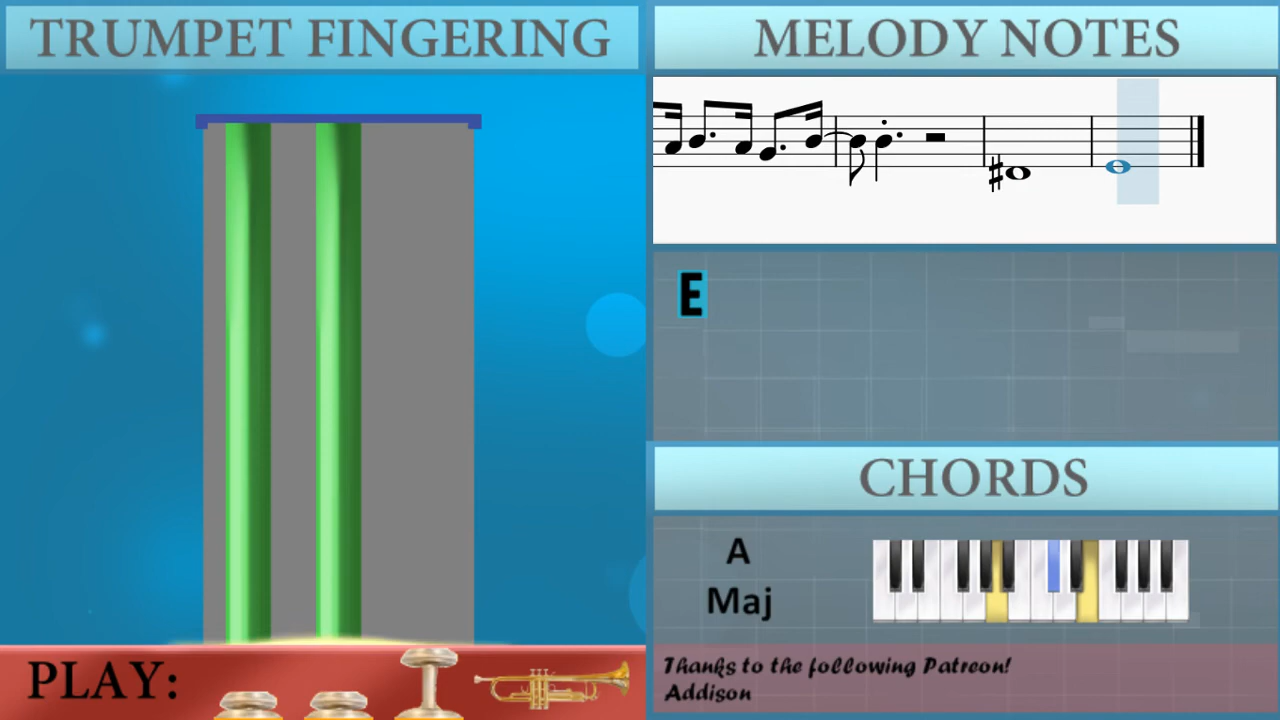 TRUMPET FINGERING
MELODY NOTES
E
CHORDS
A
Maj
PLAY:
Thanks to the following Patreon!
Addison